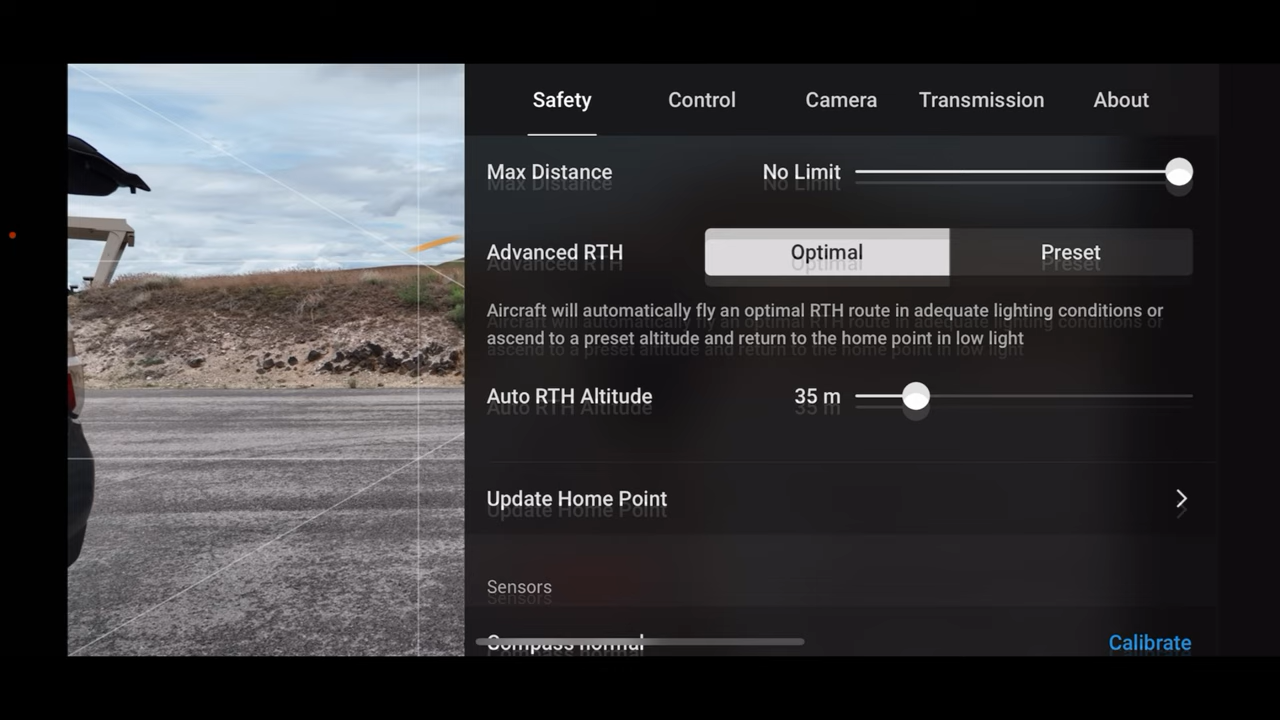 Safety Control Camera Transmission About
Max Distance No Limit
Advanced RTH Optimal Preset
Aircraft will automatically fly an optimal RTH route in adequate lighting conditions or
ascend to a preset altitude and return to the home point in low light
Auto RTH Altitude 35 m
Update Home Point
Sensors
Compass normal Calibrate